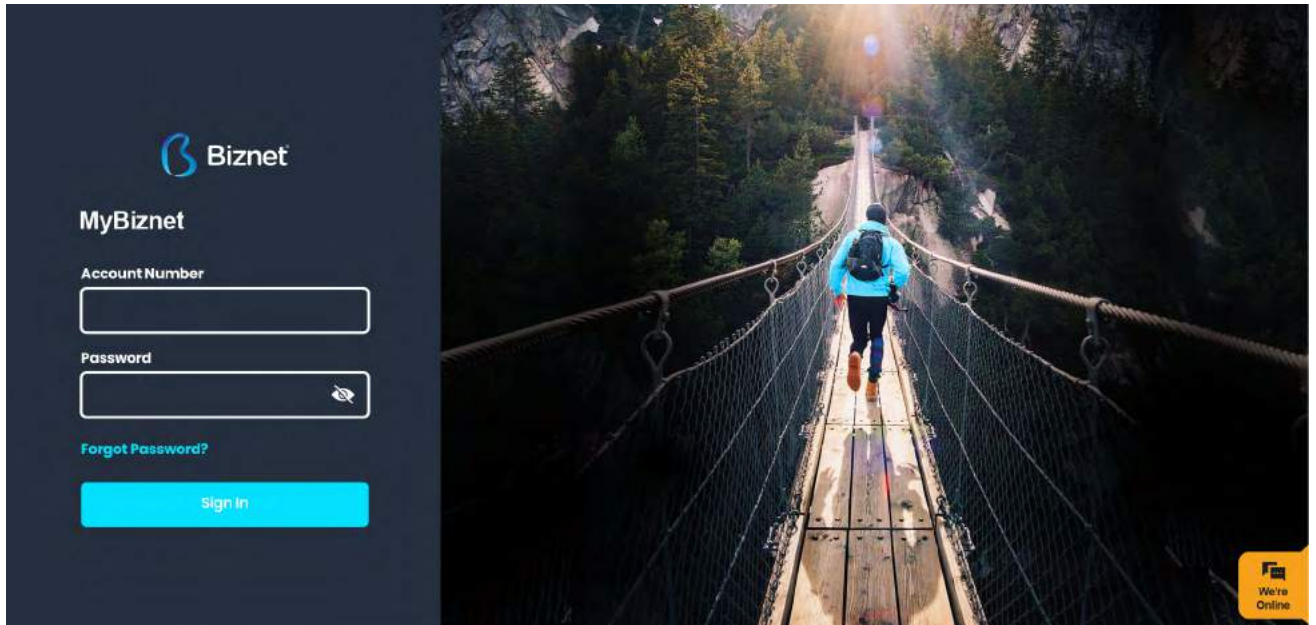 Biznet
MyBiznet
Account Number
Password
Forgot Password?
Sign In
We're
Online